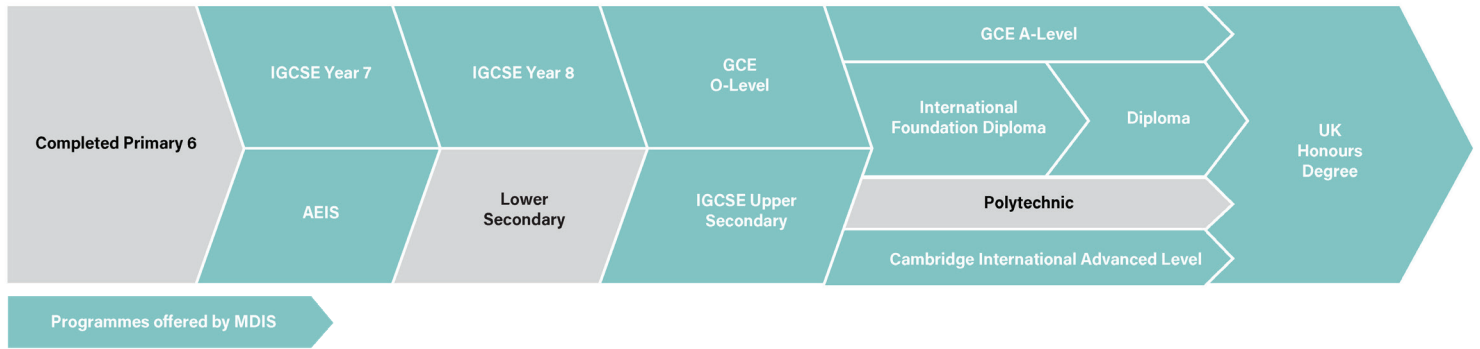 Completed Primary 6
IGCSE Year 7
AEIS
IGCSE Year 8
Lower
Secondary
GCE
O-Level
IGCSE Upper
Secondary
GCE A-Level
International
Foundation Diploma
Diploma
Polytechnic
Cambridge International Advanced Level
UK
Honours
Degree
Programmes offered by MDIS